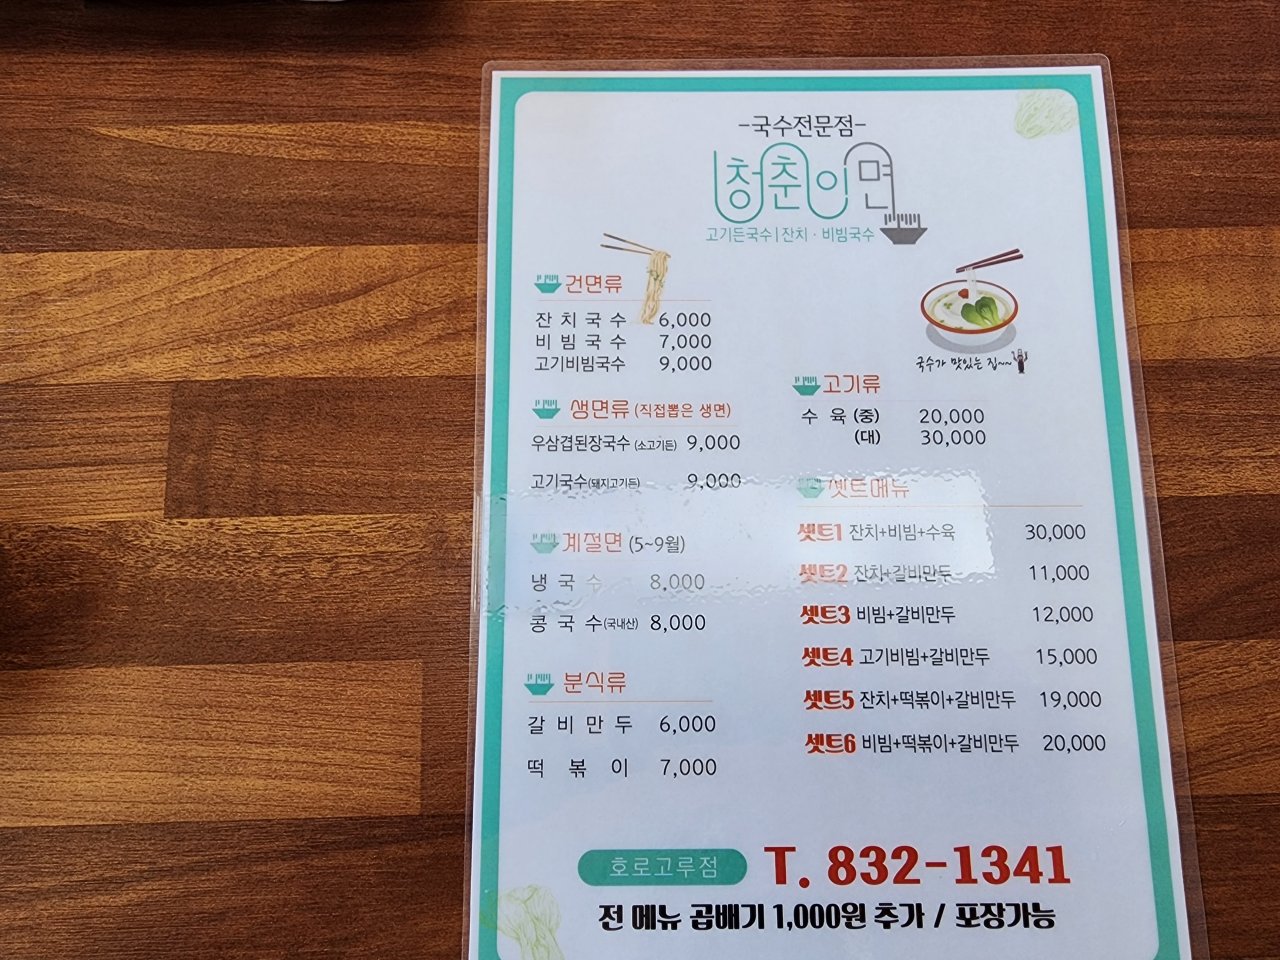 -국수전문점-
청춘인면
고기든국수|잔치·비빔국수
건면류
잔치국수 6,000
비빔국수 7,000
고기비빔국수 9,000
생면류 (직접뽑은 생면)
우삼겹된장국수 (소고기든) 9,000
고기국수(돼지고기든) 9,000
계절면 (5~9월)
냉국수 8,000
콩국수(국내산) 8,000
분식류
갈비만두 6,000
떡볶이 7,000
국수가 맛있는 집~~
고기류
수육 (중) 20,000
(대) 30,000
셋트메뉴
셋트1 잔치+비빔+수육 30,000
셋트2 잔치+갈비만두 11,000
셋트3 비빔+갈비만두 12,000
셋트4 고기비빔+갈비만두 15,000
셋트5 잔치+떡볶이+갈비만두 19,000
셋트6 비빔+떡볶이+갈비만두 20,000
호로고루점 T. 832-1341
전 메뉴 곱배기 1,000원 추가 / 포장가능